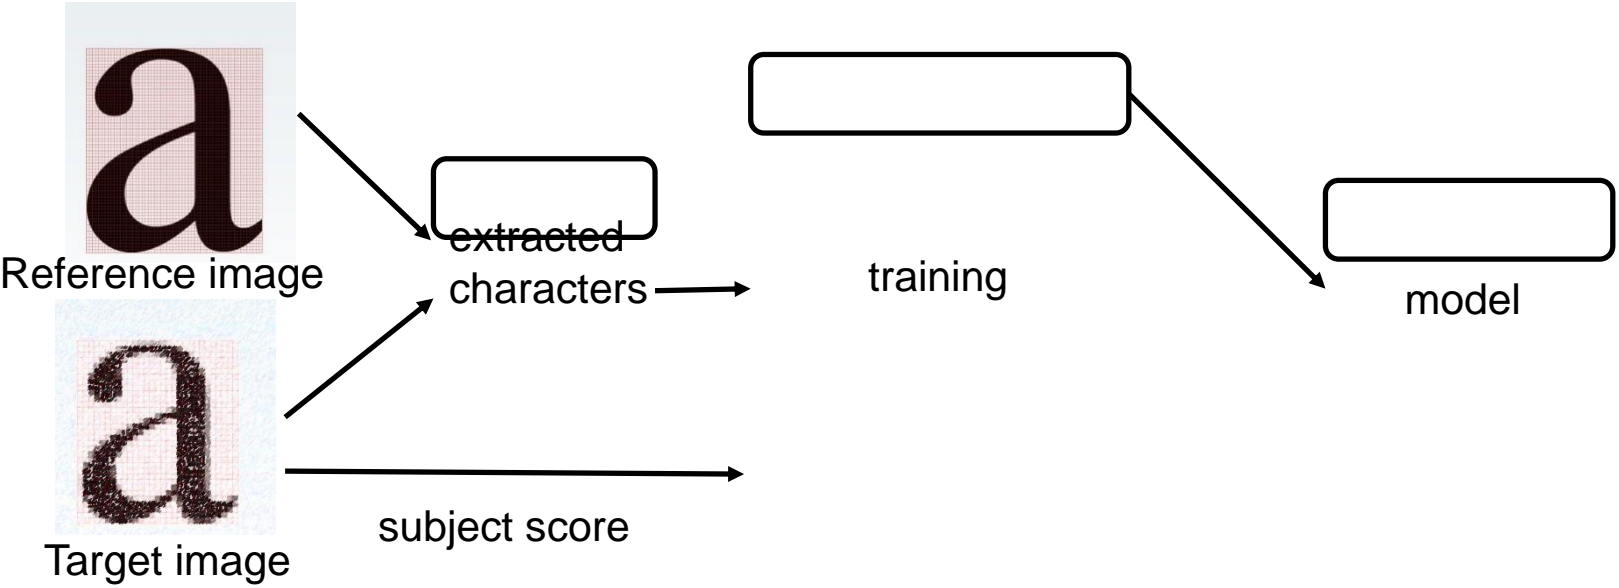 a
Reference image
extracted
characters
training
model
a
subject score
Target image